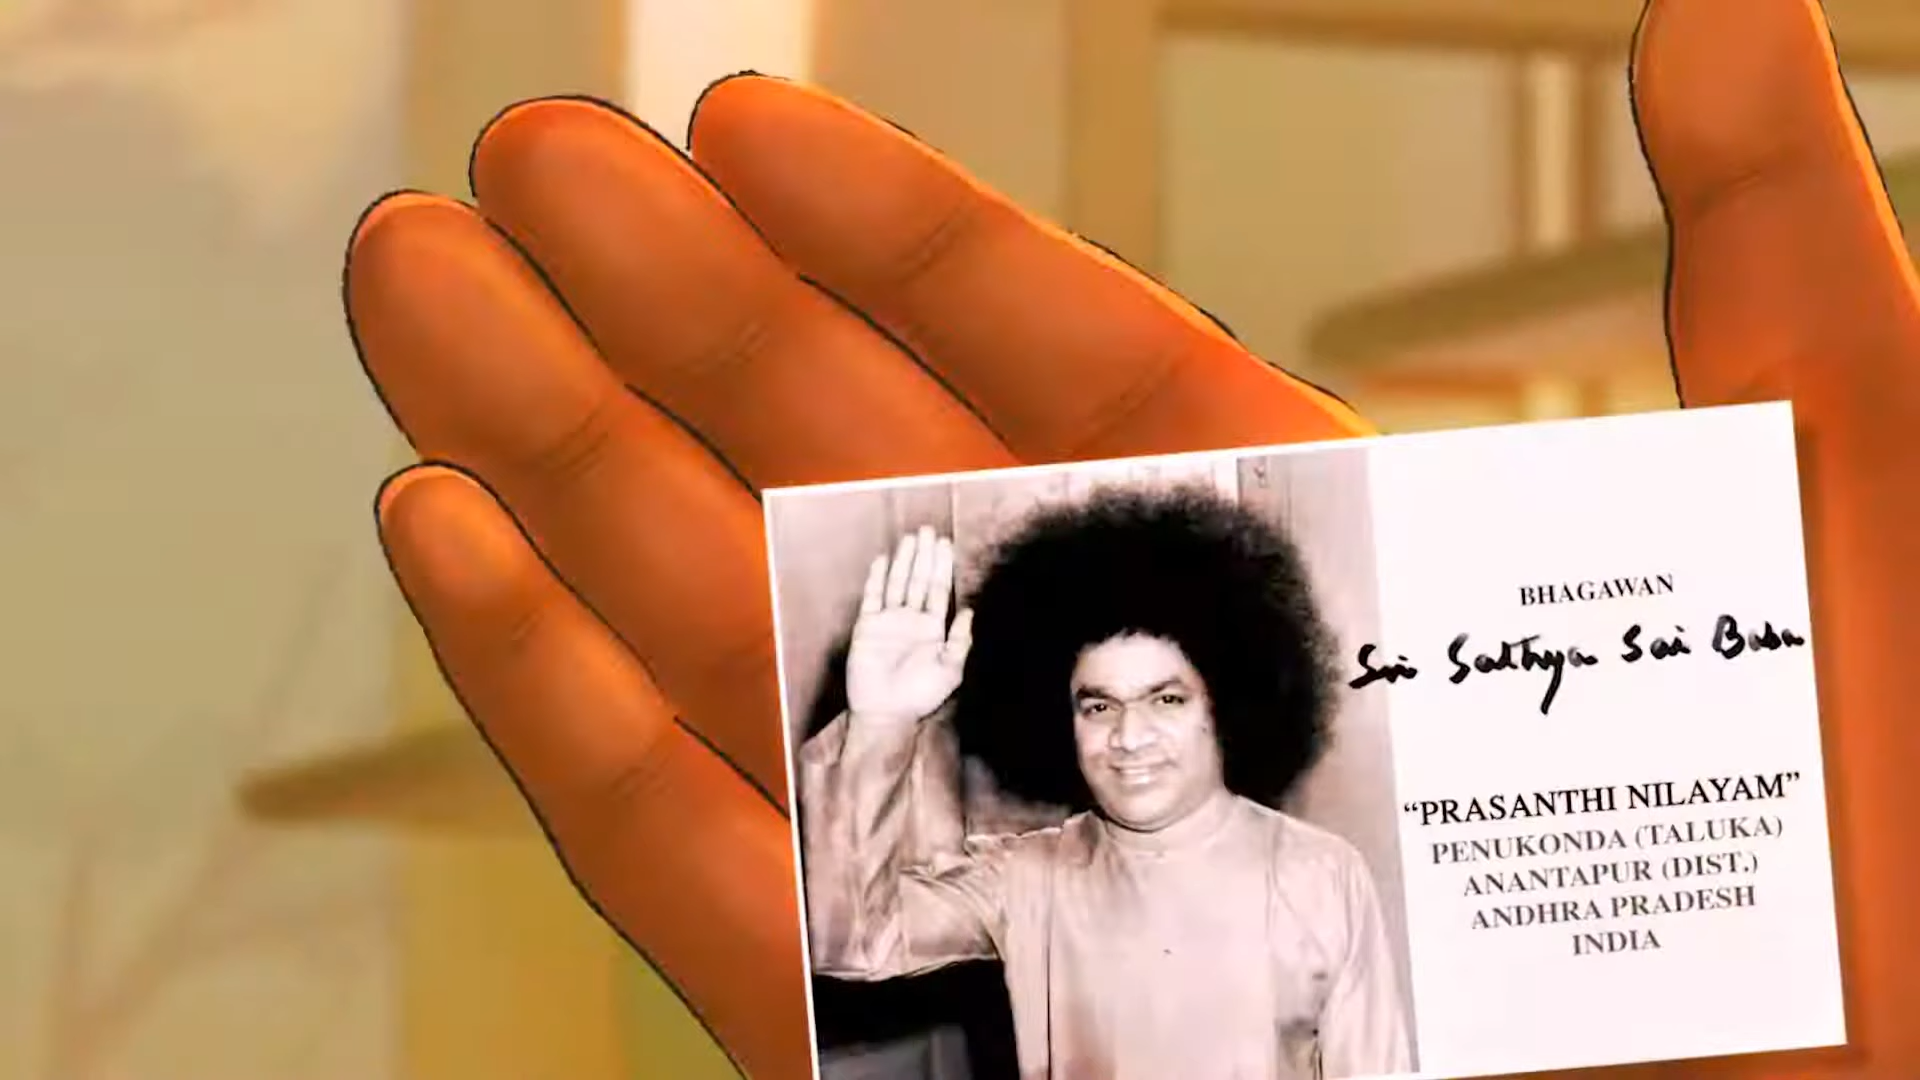 BHAGAWAN
Sri Sathya Sai Baba
“PRASANTHI NILAYAM”
PENUKONDA (TALUKA)
ANANTAPUR (DIST.)
ANDHRA PRADESH
INDIA